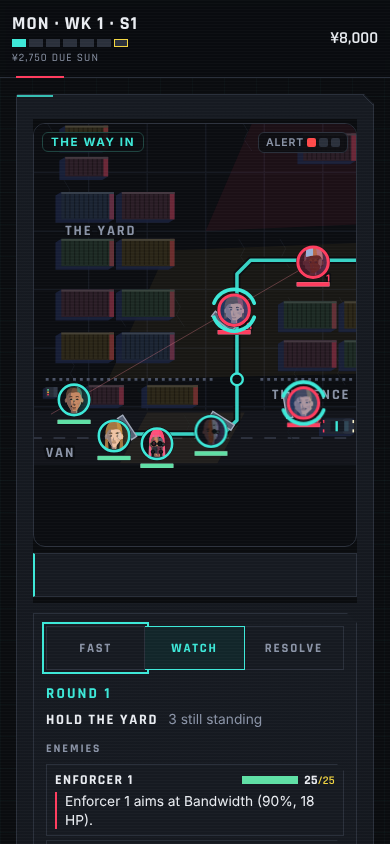 MON · WK 1 · S1
¥2,750 DUE SUN
¥8,000
THE WAY IN
ALERT
THE YARD
1
VAN
FAST
WATCH
RESOLVE
ROUND 1
HOLD THE YARD 3 still standing
ENEMIES
ENFORCER 1 25/25
Enforcer 1 aims at Bandwidth (90%, 18
HP).